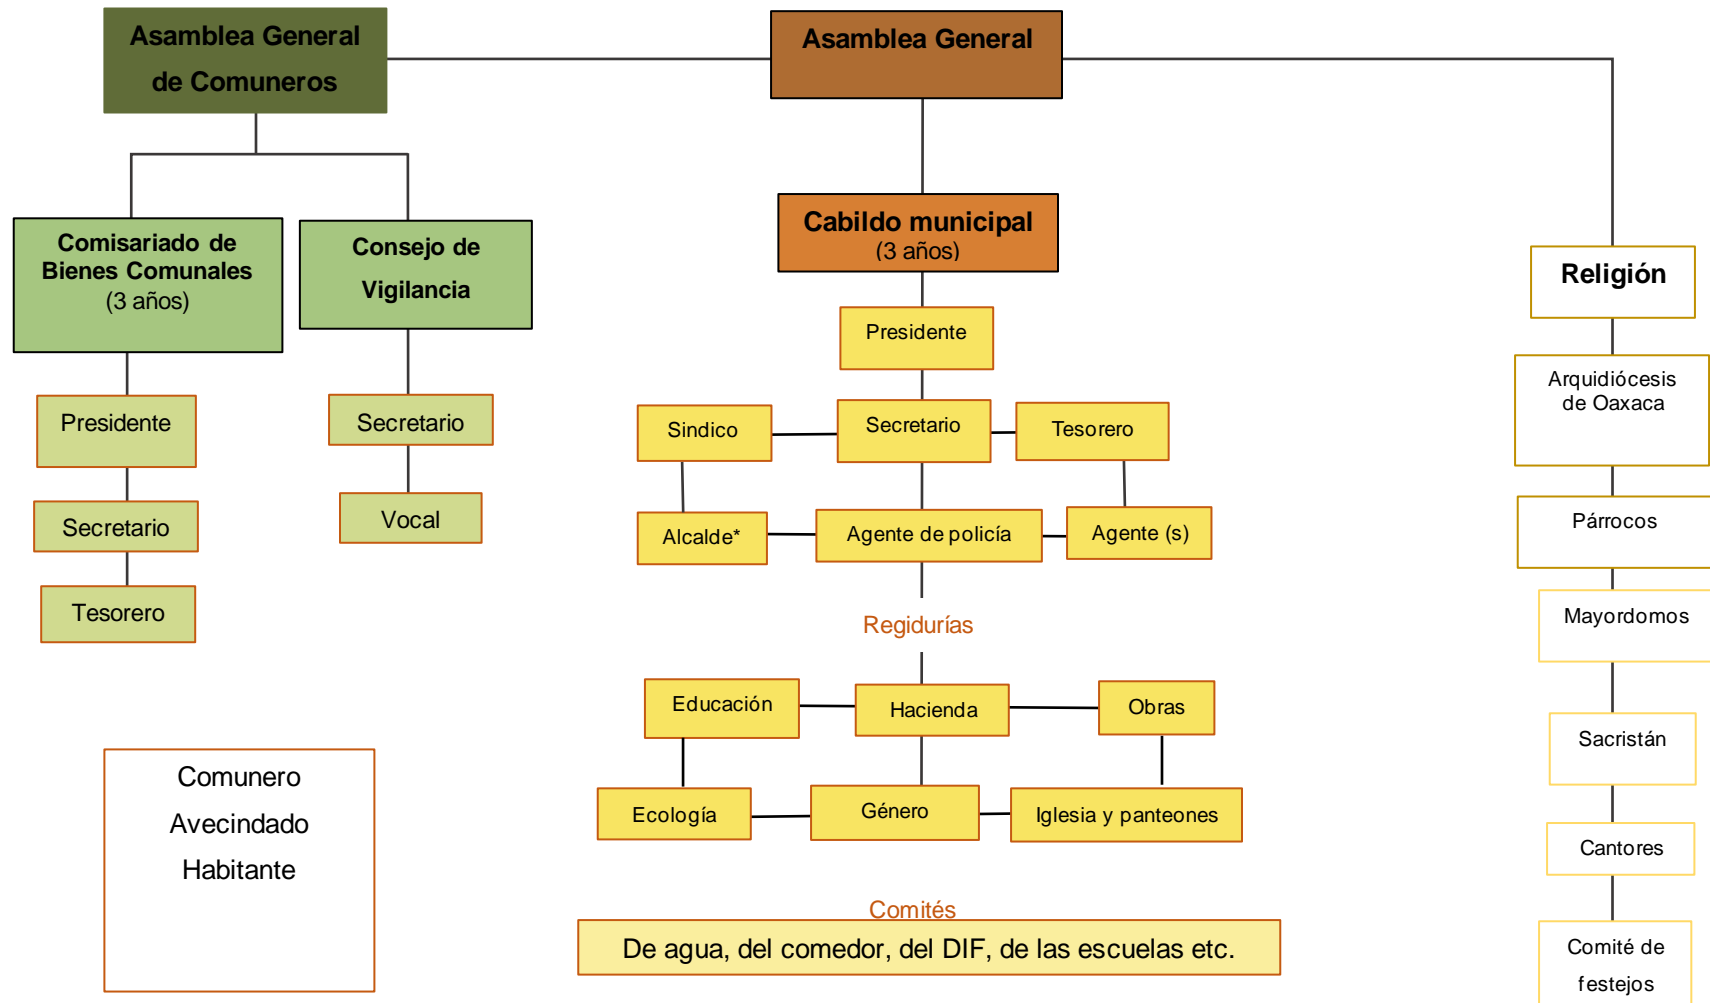 Asamblea General
de Comuneros
Asamblea General
Comisariado de
Bienes Comunales
(3 años)
Consejo de
Vigilancia
Presidente
Secretario
Tesorero
Secretario
Vocal
Cabildo municipal
(3 años)
Presidente
Sindico
Secretario
Tesorero
Alcalde*
Agente de policía
Agente (s)
Regidurías
Educación
Hacienda
Obras
Ecología
Género
Iglesia y panteones
Comités
De agua, del comedor, del DIF, de las escuelas etc.
Religión
Arquidiócesis
de Oaxaca
Párrocos
Mayordomos
Sacristán
Cantores
Comité de
festejos
Comunero
Avecindado
Habitante